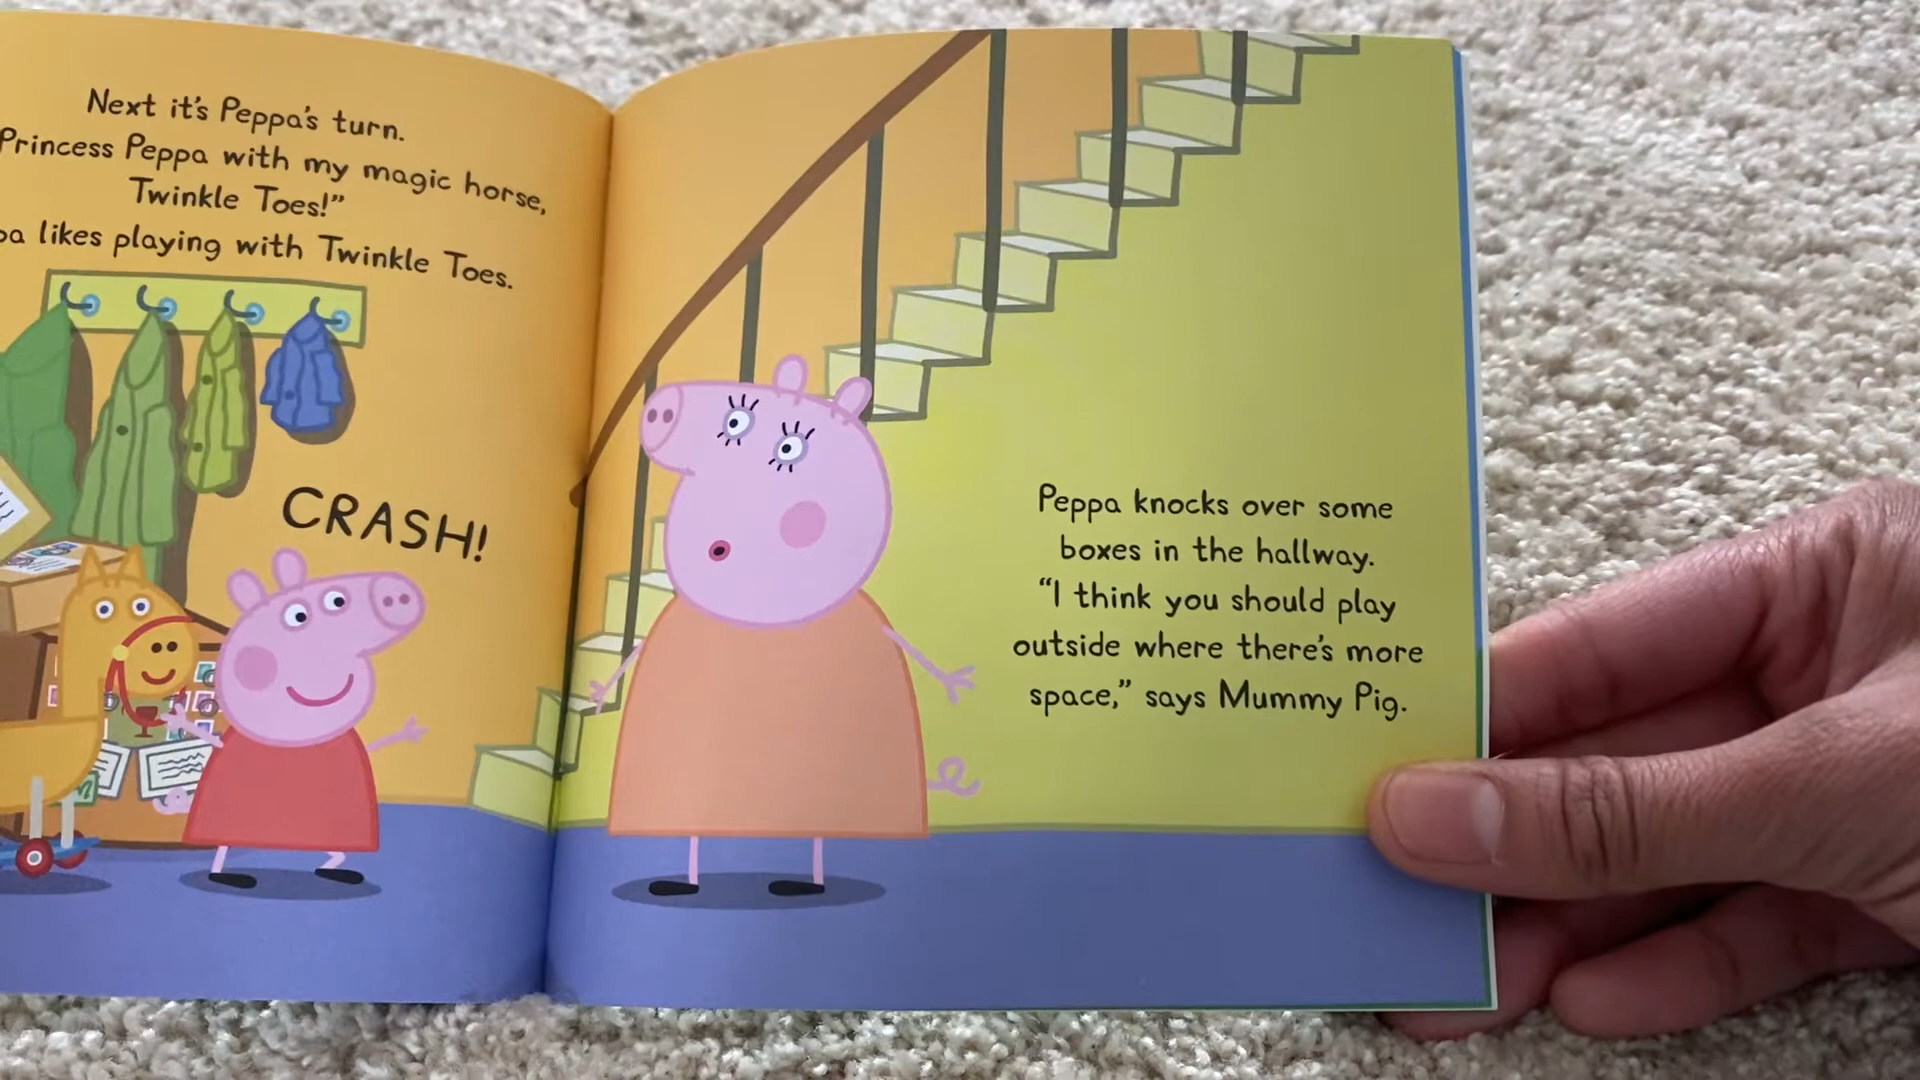 Next it's Peppa's turn.
Princess Peppa with my magic horse,
Twinkle Toes!"
likes playing with Twinkle Toes.
CRASH!
Peppa knocks over some
boxes in the hallway.
"I think you should play
outside where there's more
space," says Mummy Pig.